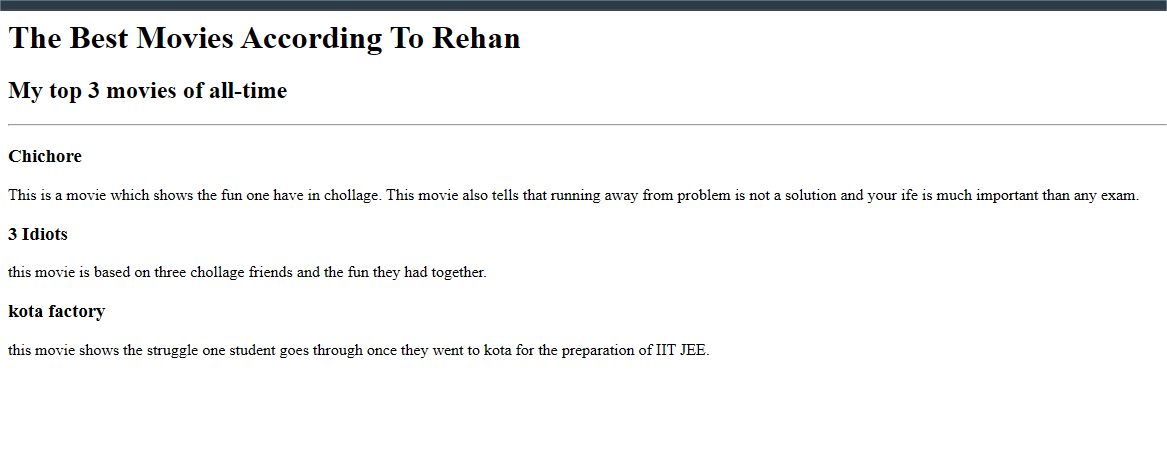 The Best Movies According To Rehan
My top 3 movies of all-time
Chichore
This is a movie which shows the fun one have in chollage. This movie also tells that running away from problem is not a solution and your ife is much important than any exam.
3 Idiots
this movie is based on three chollage friends and the fun they had together.
kota factory
this movie shows the struggle one student goes through once they went to kota for the preparation of IIT JEE.